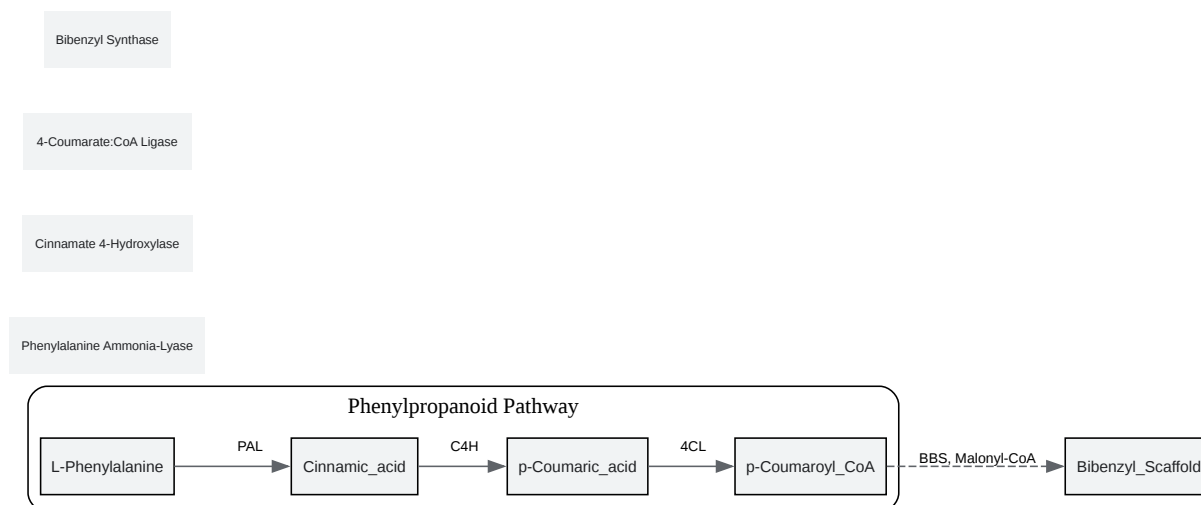 Bibenzyl Synthase
4-Coumarate:CoA Ligase
Cinnamate 4-Hydroxylase
Phenylalanine Ammonia-Lyase
Phenylpropanoid Pathway
PAL
C4H
4CL
BBS, Malonyl-CoA
L-Phenylalanine
Cinnamic_acid
p-Coumaric_acid
p-Coumaroyl_CoA
Bibenzyl_Scaffold